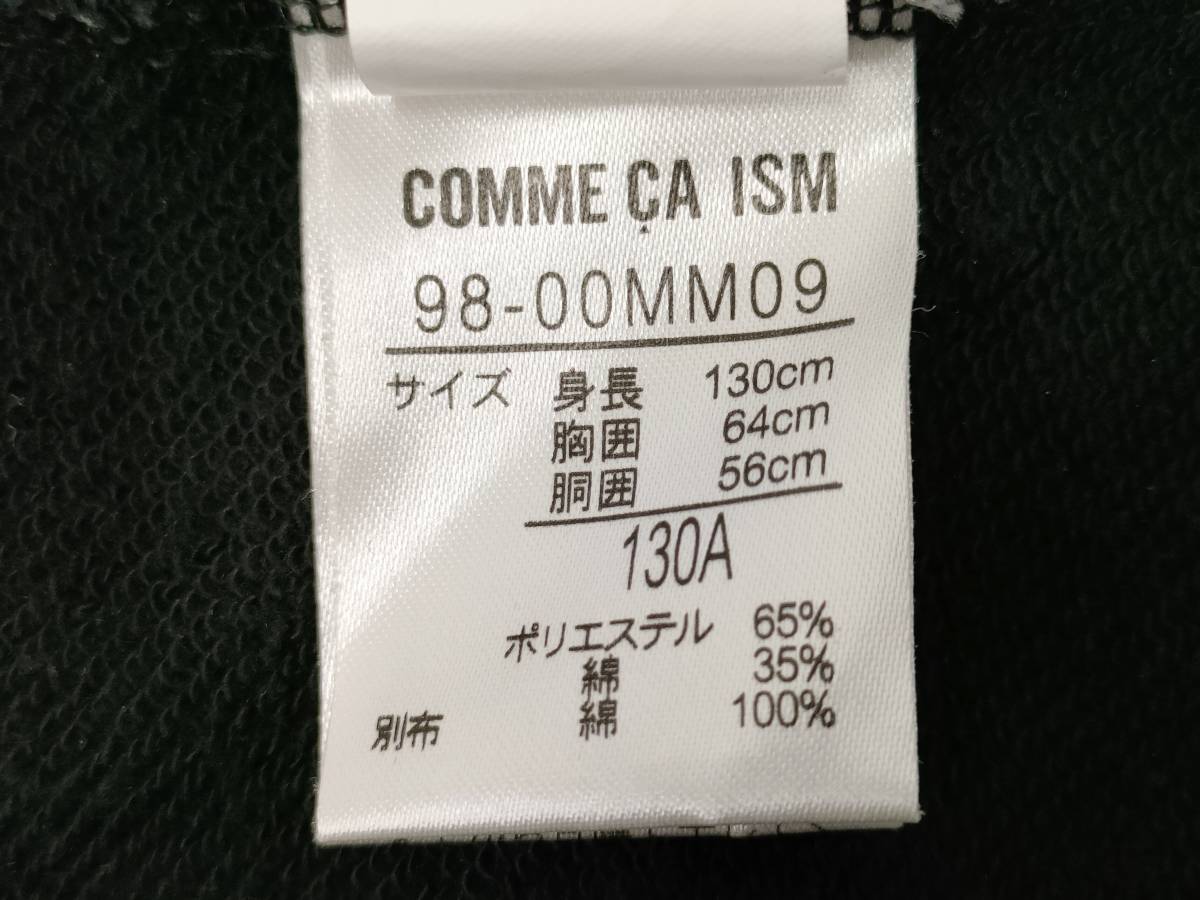 COMME ÇA ISM
98-00MM09
サイズ 身長 130cm
胸囲 64cm
胴囲 56cm
130A
ポリエステル 65%
綿 35%
別布 綿 100%